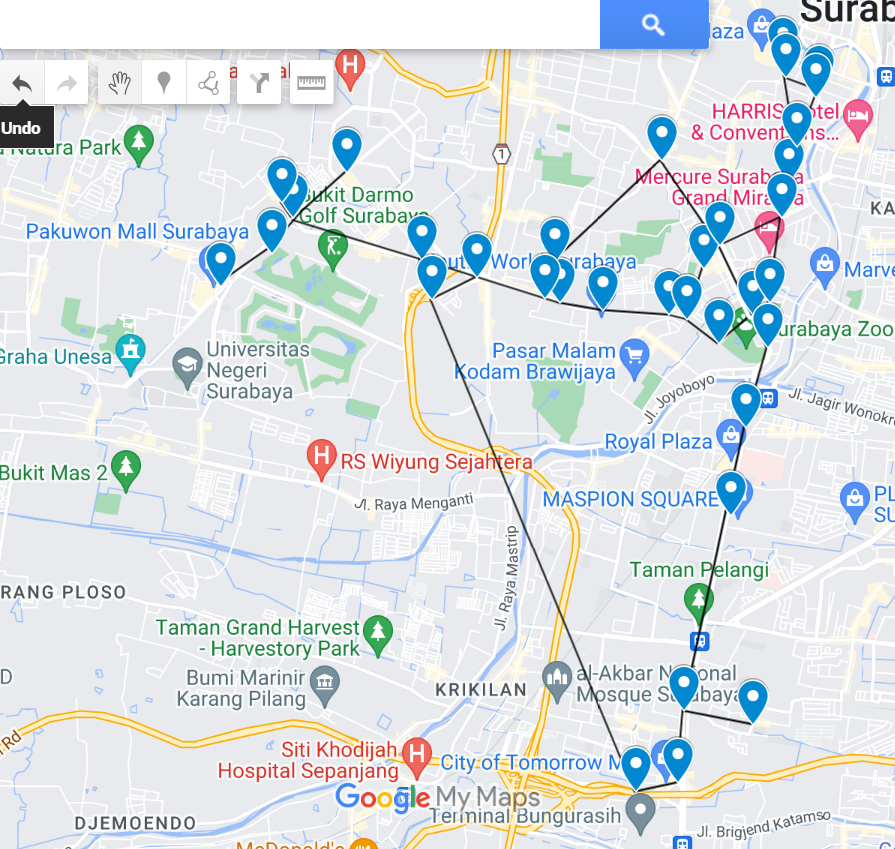 Surab
aza
Undo
HARRIS Hotel
& Conventions...
Natura Park
Mercure Surabaya
Grand Mirama
1
KA
Bukit Darmo
Golf Surabaya
Pakuwon Mall Surabaya
World Surabaya
Marve
Surabaya Zoo
Graha Unesa
Universitas
Negeri
Surabaya
Pasar Malam
Kodam Brawijaya
Jl. Joyoboyo
Jl. Jagir Wonokr
Royal Plaza
RS Wiyung Sejahtera
Bukit Mas 2
Jl. Raya Menganti
MASPION SQUARE
PL
SU
Jl. Raya Mastrip
Taman Pelangi
RANG PLOSO
Taman Grand Harvest
- Harvestory Park
D
Bumi Marinir
Karang Pilang
KRIKILAN
al-Akbar National
Mosque Surabaya
Rd
Siti Khodijah
Hospital Sepanjang
City of Tomorrow M
Google My Maps
Terminal Bungurasih
DJEMOENDO
Jl. Brigjend Katamso
McDonald's
C